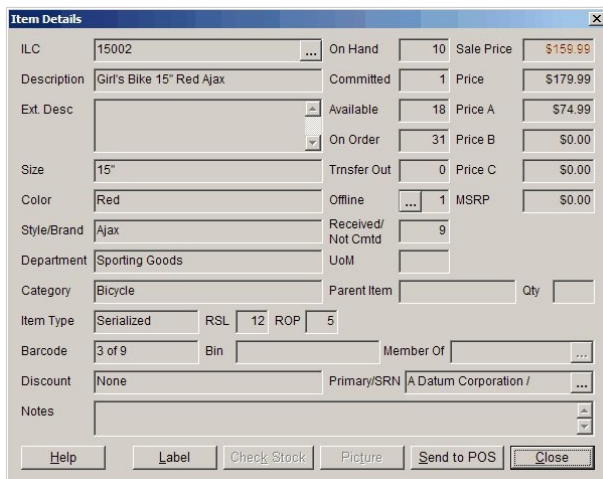 Item Details
ILC 15002 ... On Hand 10 Sale Price $159.99
Description Girl's Bike 15" Red Ajax Committed 1 Price $179.99
Ext. Desc Available 18 Price A $74.99
On Order 31 Price B $0.00
Size 15" Trnsfer Out 0 Price C $0.00
Color Red Offline ... 1 MSRP $0.00
Style/Brand Ajax Received/
Not Cmtd 9
Department Sporting Goods UoM
Category Bicycle Parent Item Qty
Item Type Serialized RSL 12 ROP 5
Barcode 3 of 9 Bin Member Of ...
Discount None Primary/SRN A Datum Corporation / ...
Notes
Help Label Check Stock Picture Send to POS Close